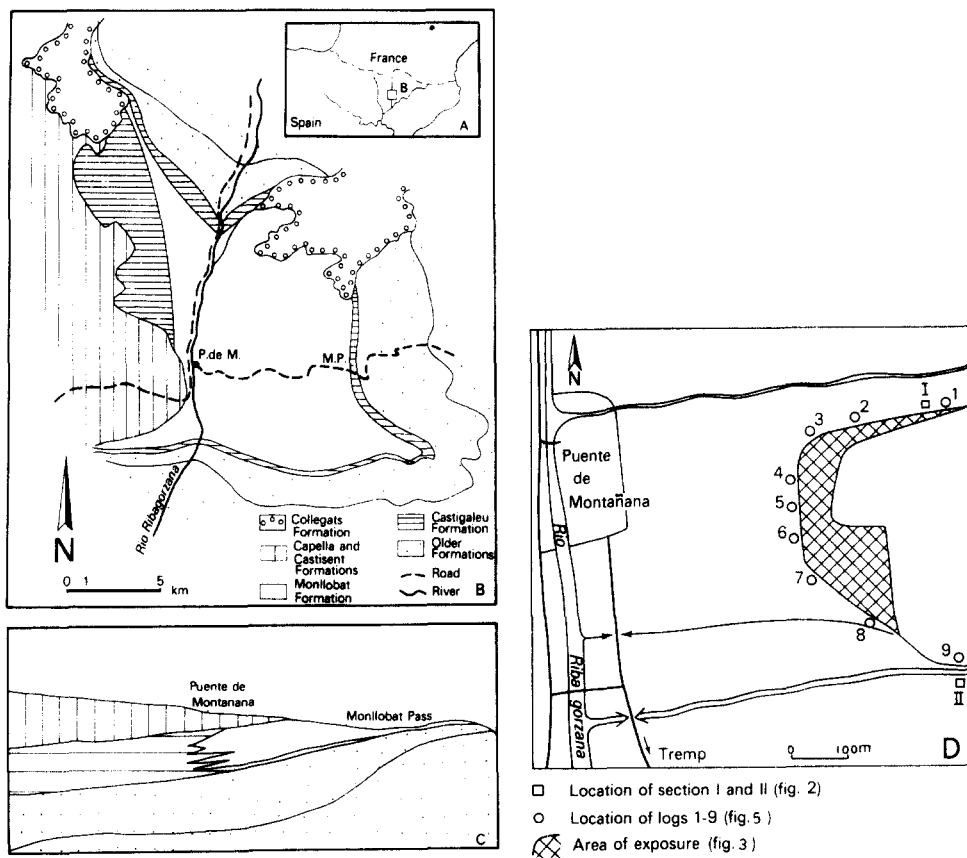 France
B
Spain
A
P.de M.
M.P.
Rio Ribagorzana
N
0 1 5
km
Collegats
Formation
Capella and
Castisent
Formations
Monllobat
Formation
Castigaleu
Formation
Older
Formations
Road
River
B
Puente de
Montanana
Monllobat Pass
C
N
I
1
2
3
4
5
6
7
8
9
II
Puente
de
Montañana
Rio
Riba gorzana
Tremp
0 100m
D
Location of section I and II (fig. 2)
Location of logs 1-9 (fig. 5)
Area of exposure (fig. 3)